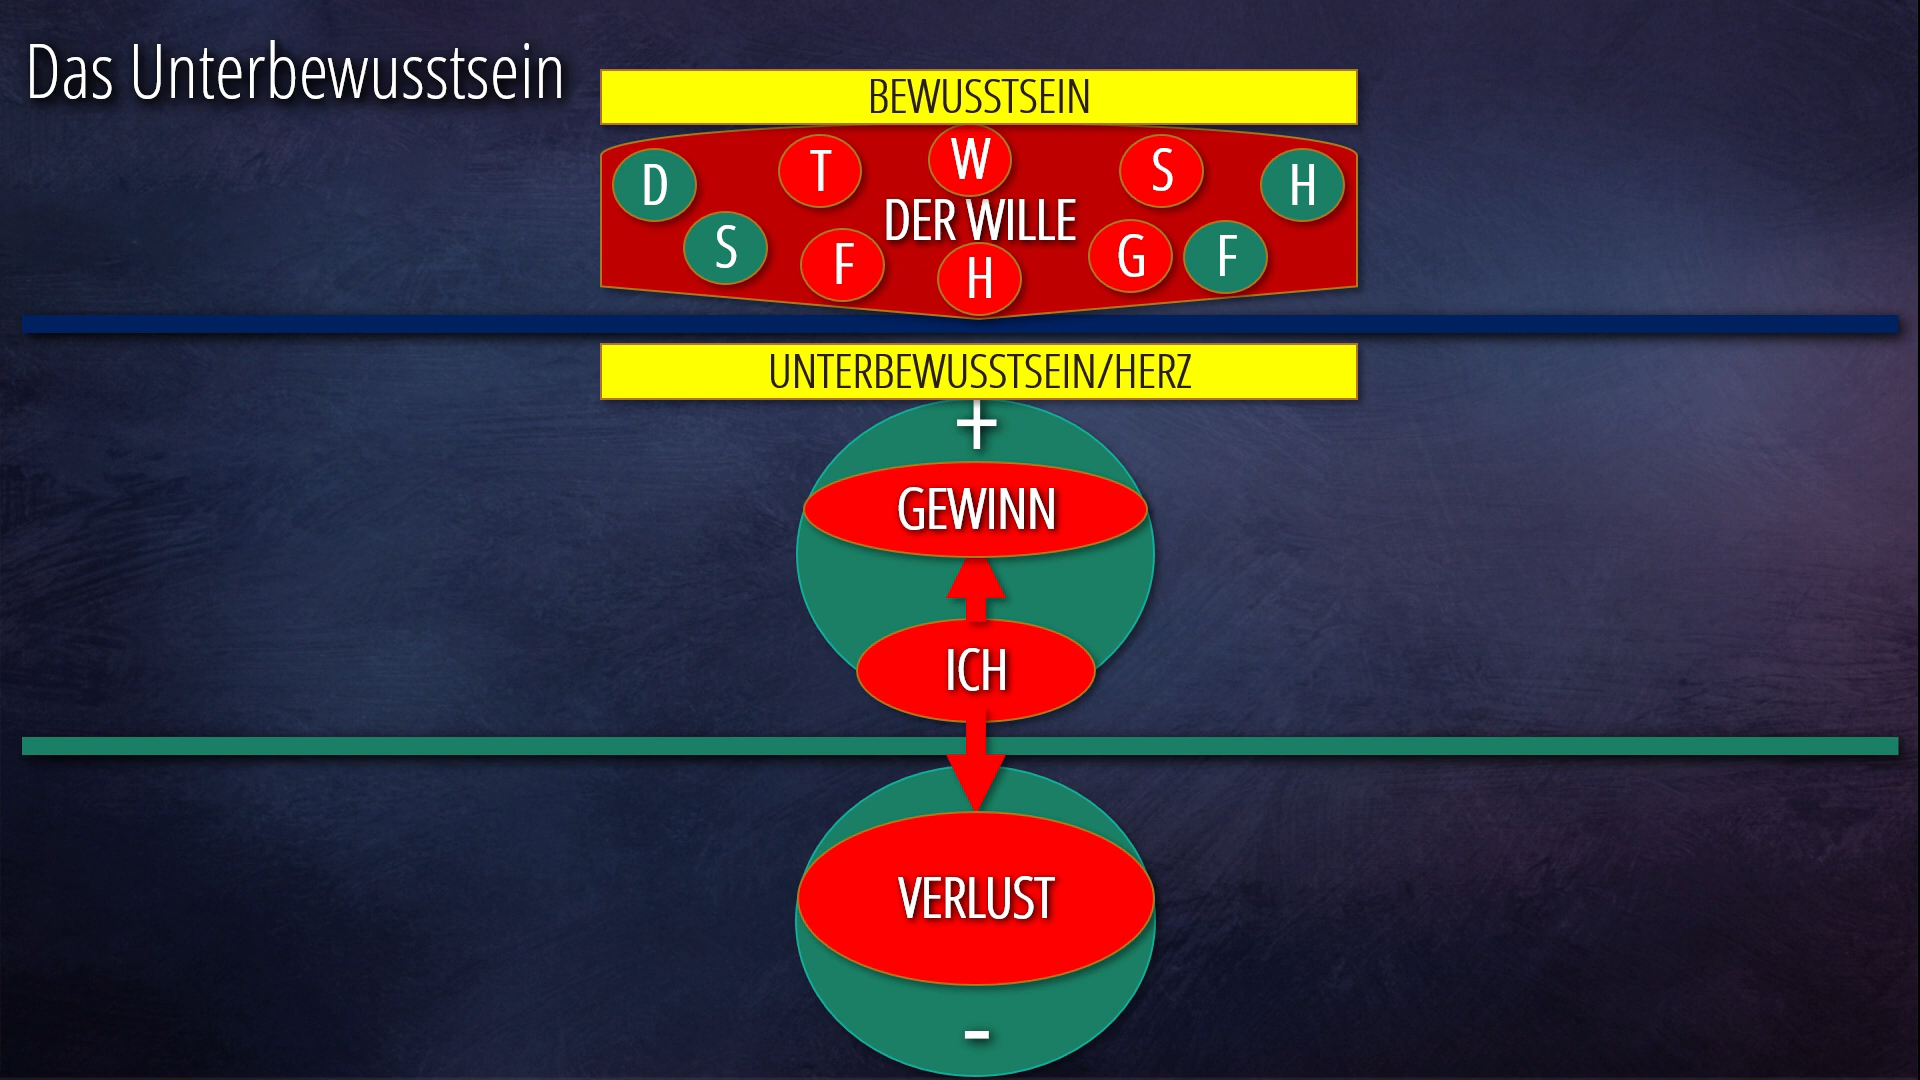 Das Unterbewusstsein
BEWUSSTSEIN
D T W S H
DER WILLE
S F H G F
UNTERBEWUSSTSEIN/HERZ
+
GEWINN
ICH
VERLUST
-